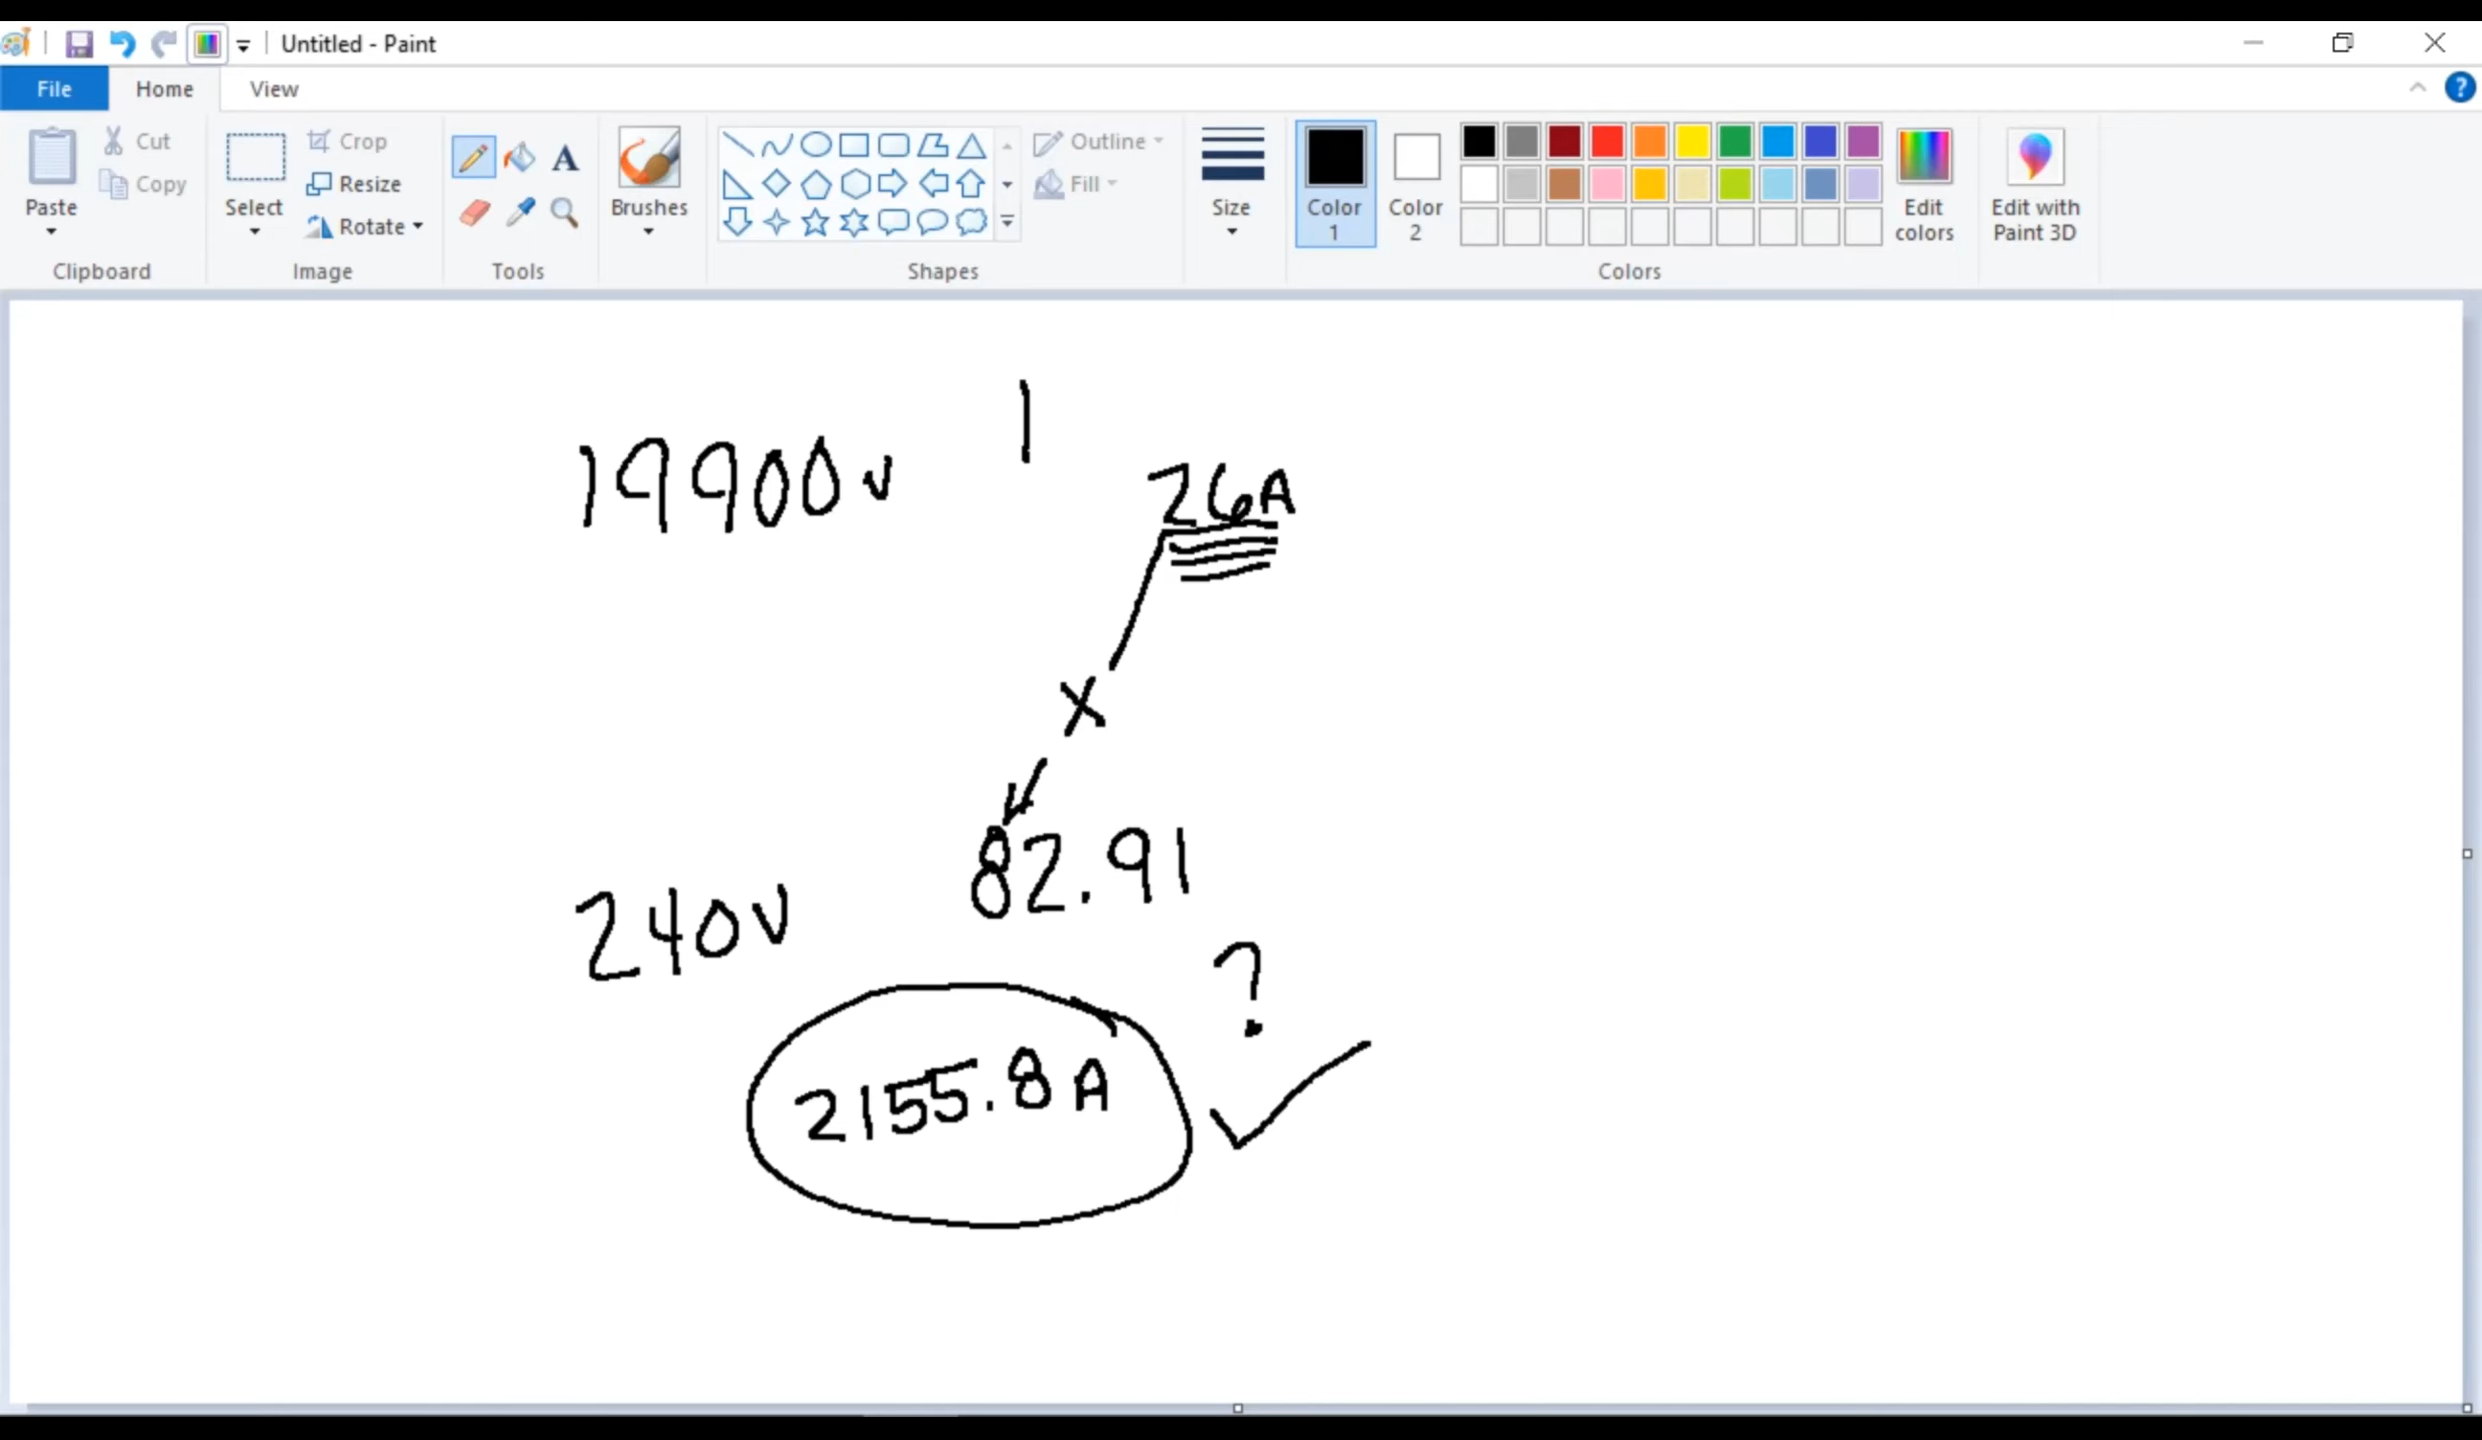 Untitled - Paint
File Home View
Paste
Cut
Copy
Clipboard
Select
Crop
Resize
Rotate
Image
A
Tools
Brushes
Shapes
Outline
Fill
Size
Color 1
Color 2
Colors
Edit colors
Edit with Paint 3D
?
1
19900v
26A
X
82.91
240V
?
2155.8 A